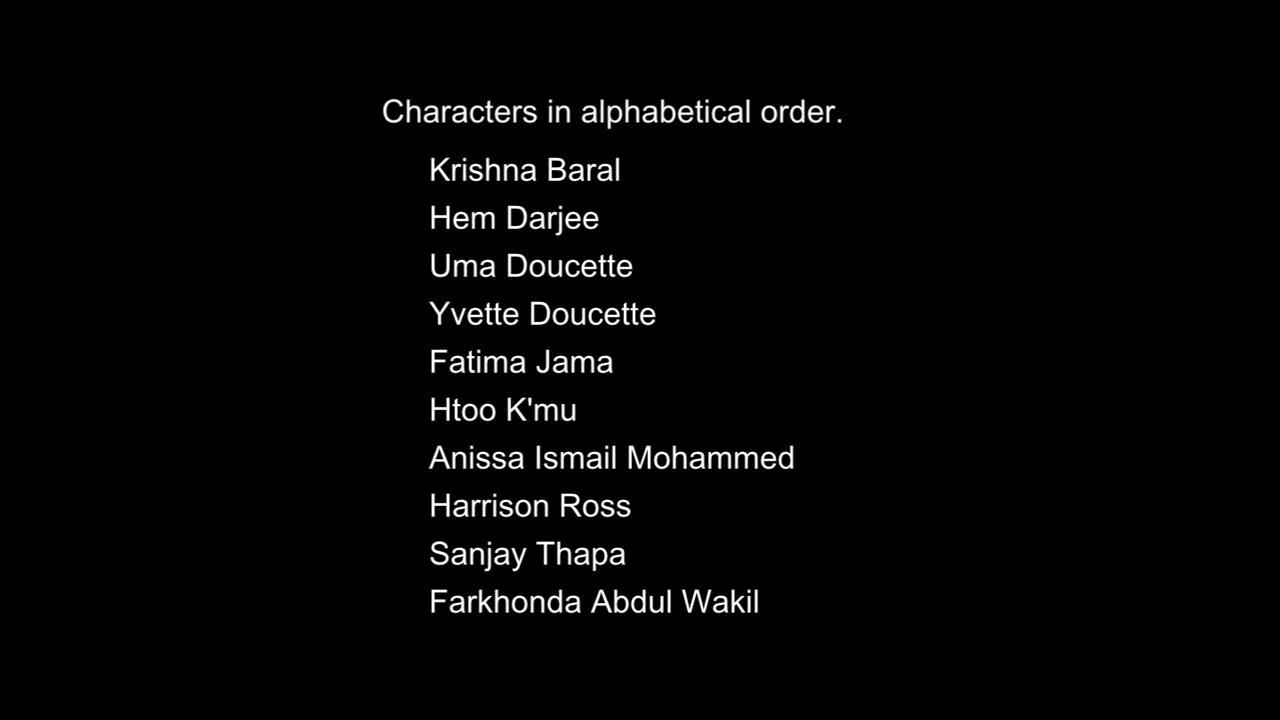 Characters in alphabetical order.
Krishna Baral
Hem Darjee
Uma Doucette
Yvette Doucette
Fatima Jama
Htoo K'mu
Anissa Ismail Mohammed
Harrison Ross
Sanjay Thapa
Farkhonda Abdul Wakil